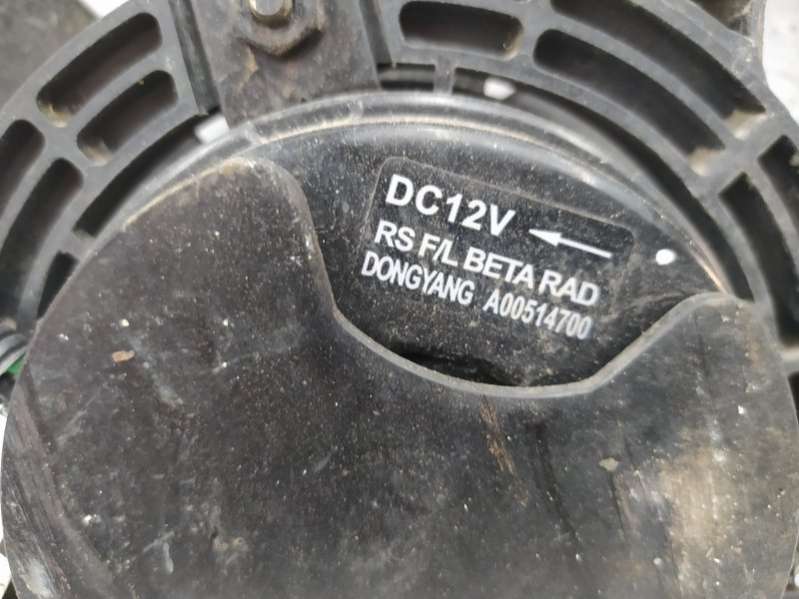 DC12V
RS F/L BETA RAD
DONGYANG A00514700